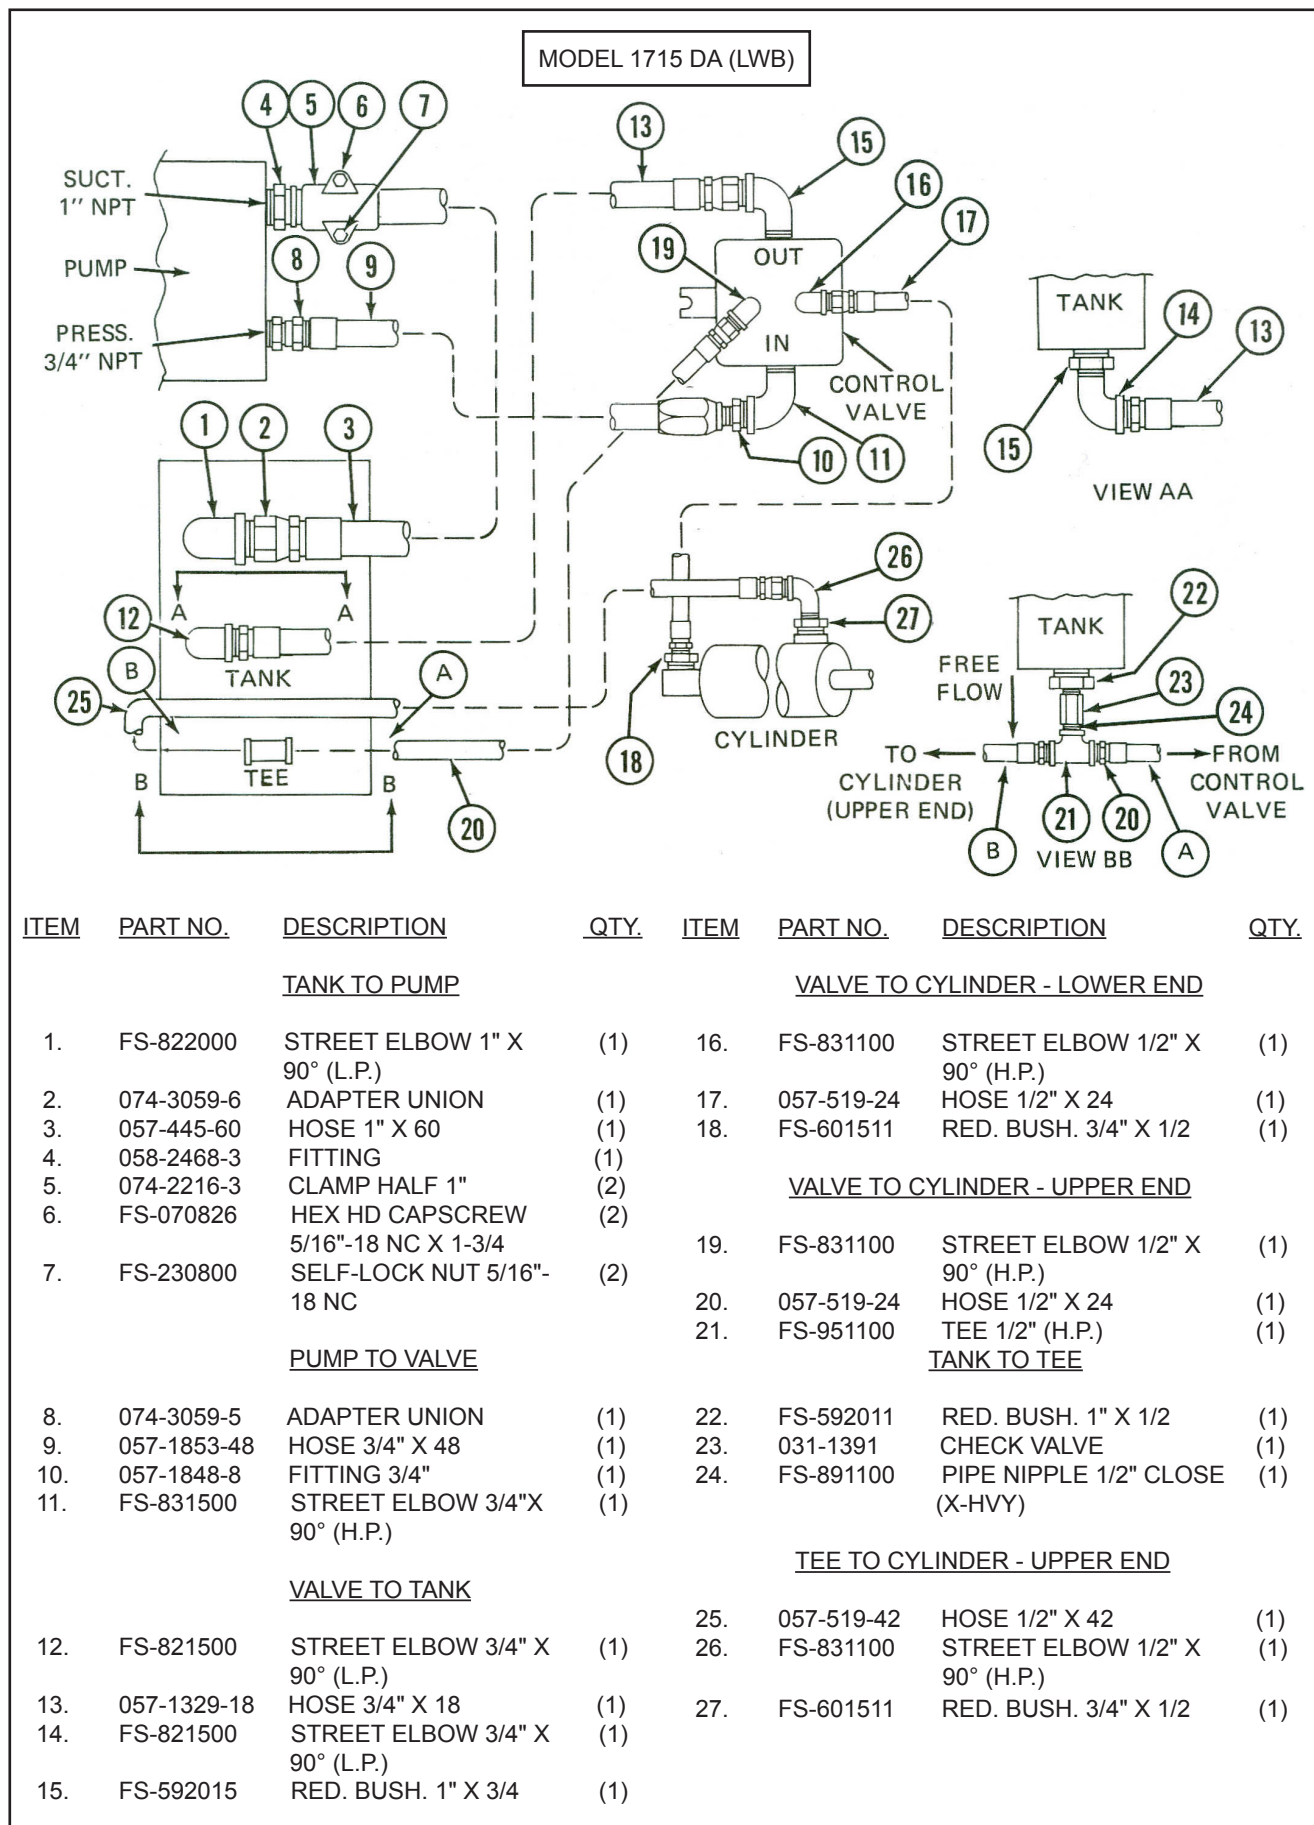 MODEL 1715 DA (LWB)
4
5
6
7
13
15
16
17
19
SUCT.
1'' NPT
PUMP
8
9
PRESS.
3/4'' NPT
OUT
IN
CONTROL
VALVE
10
11
TANK
14
13
15
VIEW AA
1
2
3
A
A
12
TANK
B
A
25
TEE
B
B
20
26
27
18
CYLINDER
TANK
22
23
24
FREE
FLOW
TO
CYLINDER
(UPPER END)
FROM
CONTROL
VALVE
21
20
B
VIEW BB
A
ITEM PART NO. DESCRIPTION QTY.
TANK TO PUMP
1. FS-822000 STREET ELBOW 1" X (1)
90° (L.P.)
2. 074-3059-6 ADAPTER UNION (1)
3. 057-445-60 HOSE 1" X 60 (1)
4. 058-2468-3 FITTING (1)
5. 074-2216-3 CLAMP HALF 1" (2)
6. FS-070826 HEX HD CAPSCREW (2)
5/16"-18 NC X 1-3/4
7. FS-230800 SELF-LOCK NUT 5/16"- (2)
18 NC
PUMP TO VALVE
8. 074-3059-5 ADAPTER UNION (1)
9. 057-1853-48 HOSE 3/4" X 48 (1)
10. 057-1848-8 FITTING 3/4" (1)
11. FS-831500 STREET ELBOW 3/4"X (1)
90° (H.P.)
VALVE TO TANK
12. FS-821500 STREET ELBOW 3/4" X (1)
90° (L.P.)
13. 057-1329-18 HOSE 3/4" X 18 (1)
14. FS-821500 STREET ELBOW 3/4" X (1)
90° (L.P.)
15. FS-592015 RED. BUSH. 1" X 3/4 (1)
ITEM PART NO. DESCRIPTION QTY.
VALVE TO CYLINDER - LOWER END
16. FS-831100 STREET ELBOW 1/2" X (1)
90° (H.P.)
17. 057-519-24 HOSE 1/2" X 24 (1)
18. FS-601511 RED. BUSH. 3/4" X 1/2 (1)
VALVE TO CYLINDER - UPPER END
19. FS-831100 STREET ELBOW 1/2" X (1)
90° (H.P.)
20. 057-519-24 HOSE 1/2" X 24 (1)
21. FS-951100 TEE 1/2" (H.P.) (1)
TANK TO TEE
22. FS-592011 RED. BUSH. 1" X 1/2 (1)
23. 031-1391 CHECK VALVE (1)
24. FS-891100 PIPE NIPPLE 1/2" CLOSE (1)
(X-HVY)
TEE TO CYLINDER - UPPER END
25. 057-519-42 HOSE 1/2" X 42 (1)
26. FS-831100 STREET ELBOW 1/2" X (1)
90° (H.P.)
27. FS-601511 RED. BUSH. 3/4" X 1/2 (1)